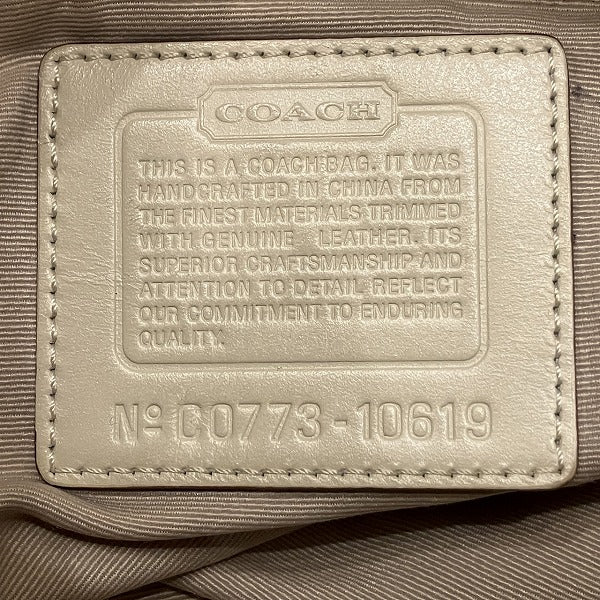 COACH
THIS IS A COACH BAG. IT WAS
HANDCRAFTED IN CHINA FROM
THE FINEST MATERIALS TRIMMED
WITH GENUINE LEATHER. ITS
SUPERIOR CRAFTSMANSHIP AND
ATTENTION TO DETAIL REFLECT
OUR COMMITMENT TO ENDURING
QUALITY.
Nº C0773-10619